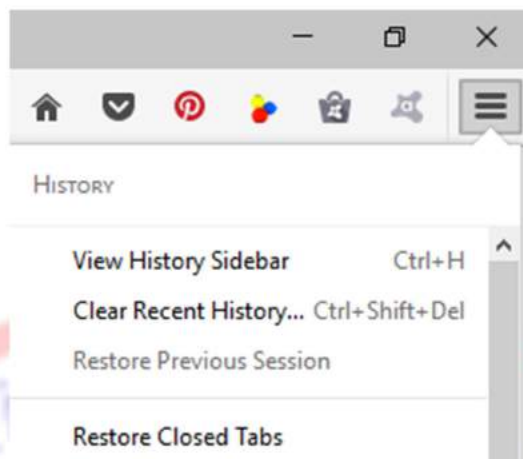 History
View History Sidebar Ctrl+H
Clear Recent History... Ctrl+Shift+Del
Restore Previous Session
Restore Closed Tabs